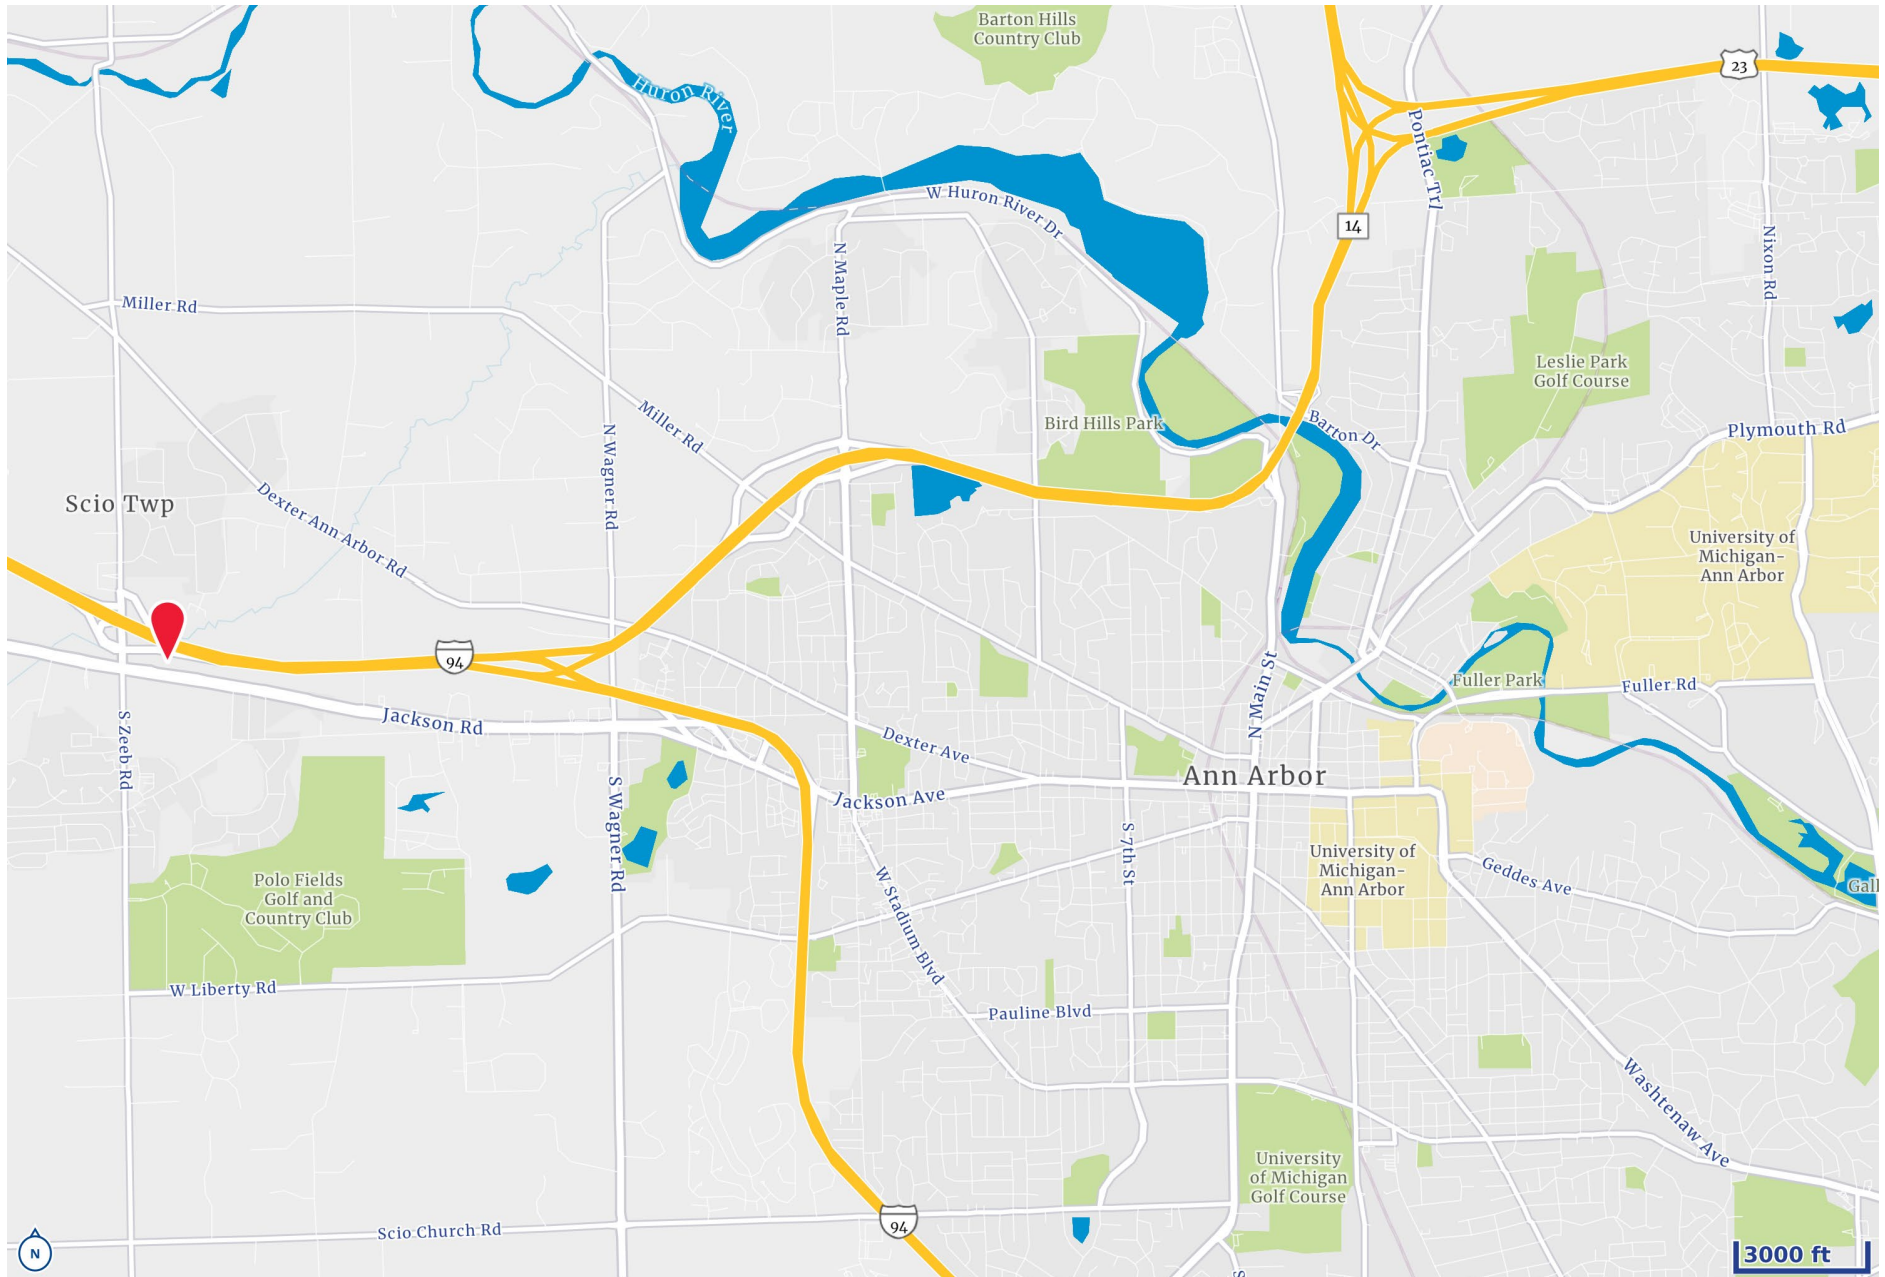 Barton Hills
Country Club
23
Huron River
Pontiac Trl
W Huron River Dr
14
N Maple Rd
Nixon Rd
Miller Rd
Leslie Park
Golf Course
Miller Rd
Bird Hills Park
Barton Dr
Plymouth Rd
N Wagner Rd
Scio Twp
Dexter Ann Arbor Rd
University of
Michigan-
Ann Arbor
94
N Main St
Fuller Park
Fuller Rd
Jackson Rd
S Zeeb Rd
Dexter Ave
Ann Arbor
Jackson Ave
S Wagner Rd
S 7th St
University of
Michigan-
Ann Arbor
Geddes Ave
Gall
Polo Fields
Golf and
Country Club
W Stadium Blvd
W Liberty Rd
Pauline Blvd
Washtenaw Ave
University
of Michigan
Golf Course
Scio Church Rd
94
N
3000 ft
S